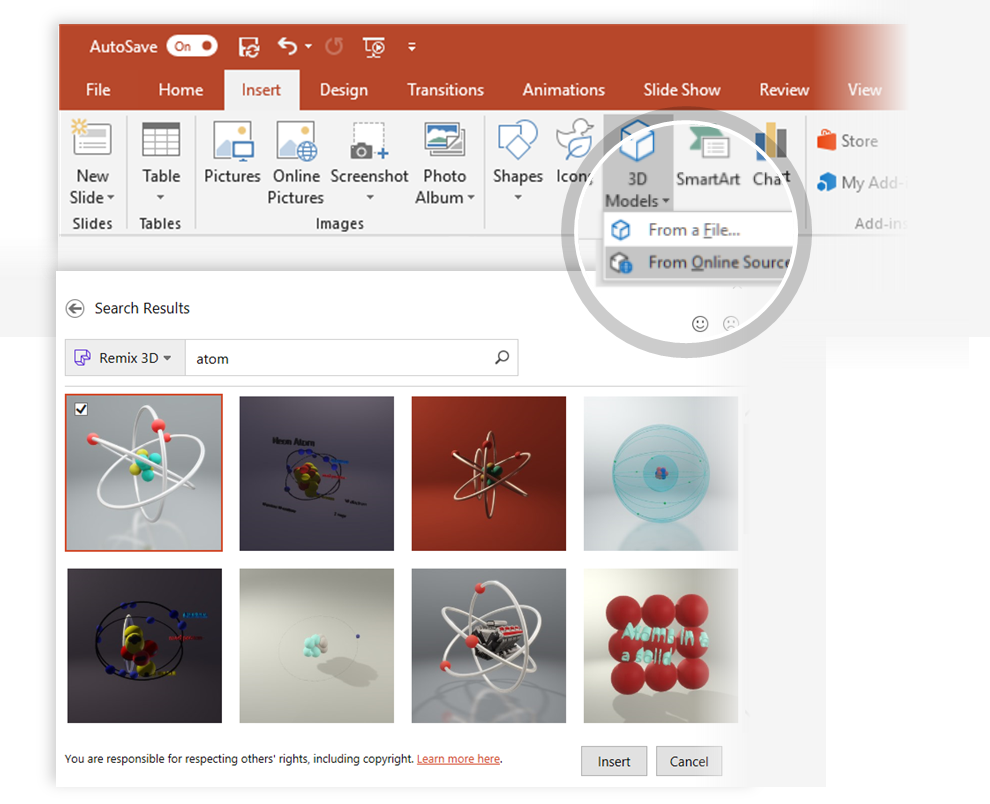 AutoSave On
File Home Insert Design Transitions Animations Slide Show Review View
New Slide
Table
Pictures
Online Pictures
Screenshot
Photo Album
Shapes
Icons
3D Models
SmartArt
Chart
Store
My Add-
Slides
Tables
Images
Add-ins
From a File...
From Online Source
Search Results
Remix 3D
atom
Neon Atom
Atoms in a
a solid
You are responsible for respecting others' rights, including copyright. Learn more here.
Insert
Cancel